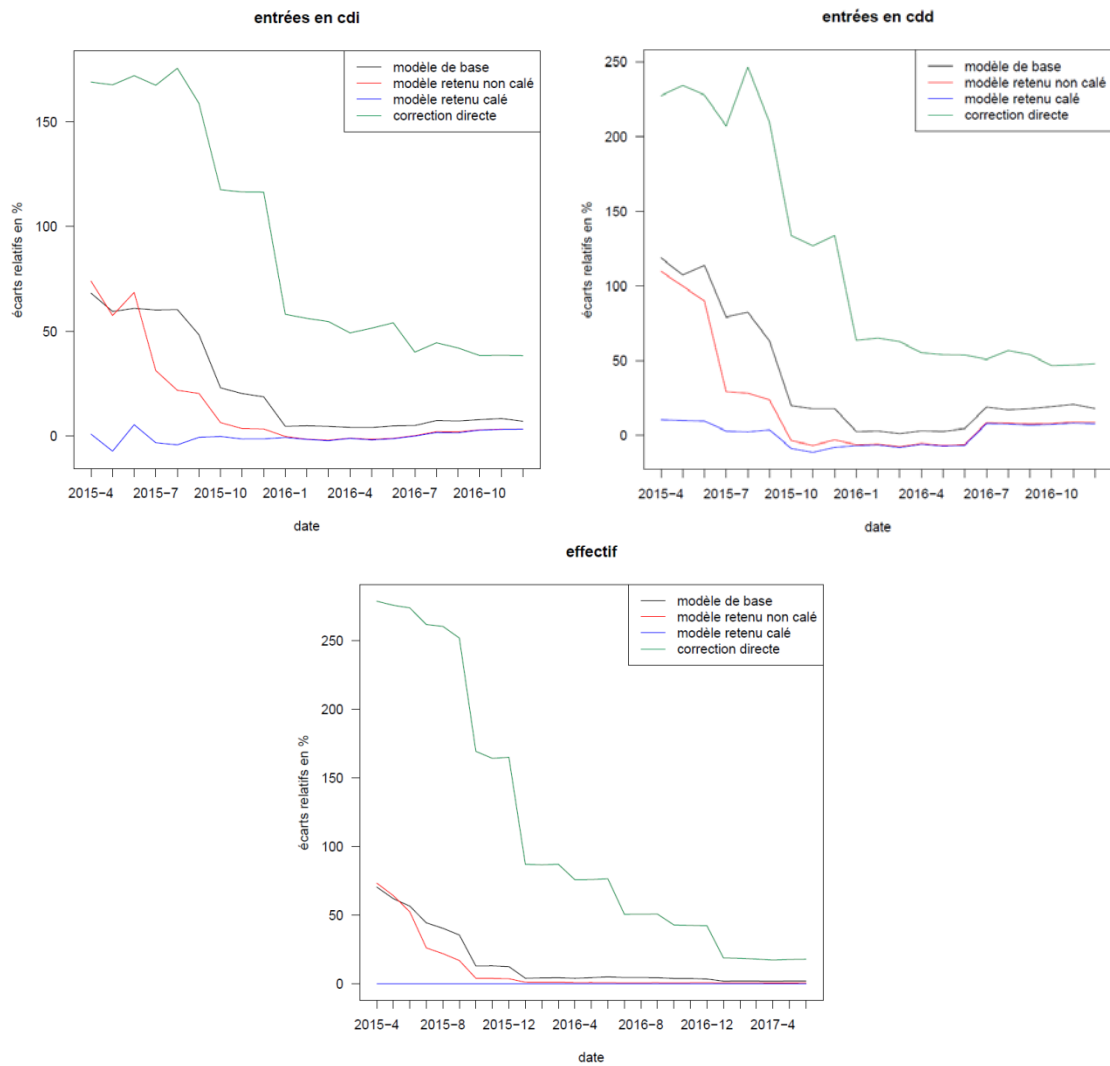 entrées en cdi
modèle de base
modèle retenu non calé
modèle retenu calé
correction directe
écarts relatifs en %
150
100
50
0
2015−4 2015−7 2015−10 2016−1 2016−4 2016−7 2016−10
date
entrées en cdd
modèle de base
modèle retenu non calé
modèle retenu calé
correction directe
écarts relatifs en %
250
200
150
100
50
0
2015−4 2015−7 2015−10 2016−1 2016−4 2016−7 2016−10
date
effectif
modèle de base
modèle retenu non calé
modèle retenu calé
correction directe
écarts relatifs en %
250
200
150
100
50
0
2015−4 2015−8 2015−12 2016−4 2016−8 2016−12 2017−4
date